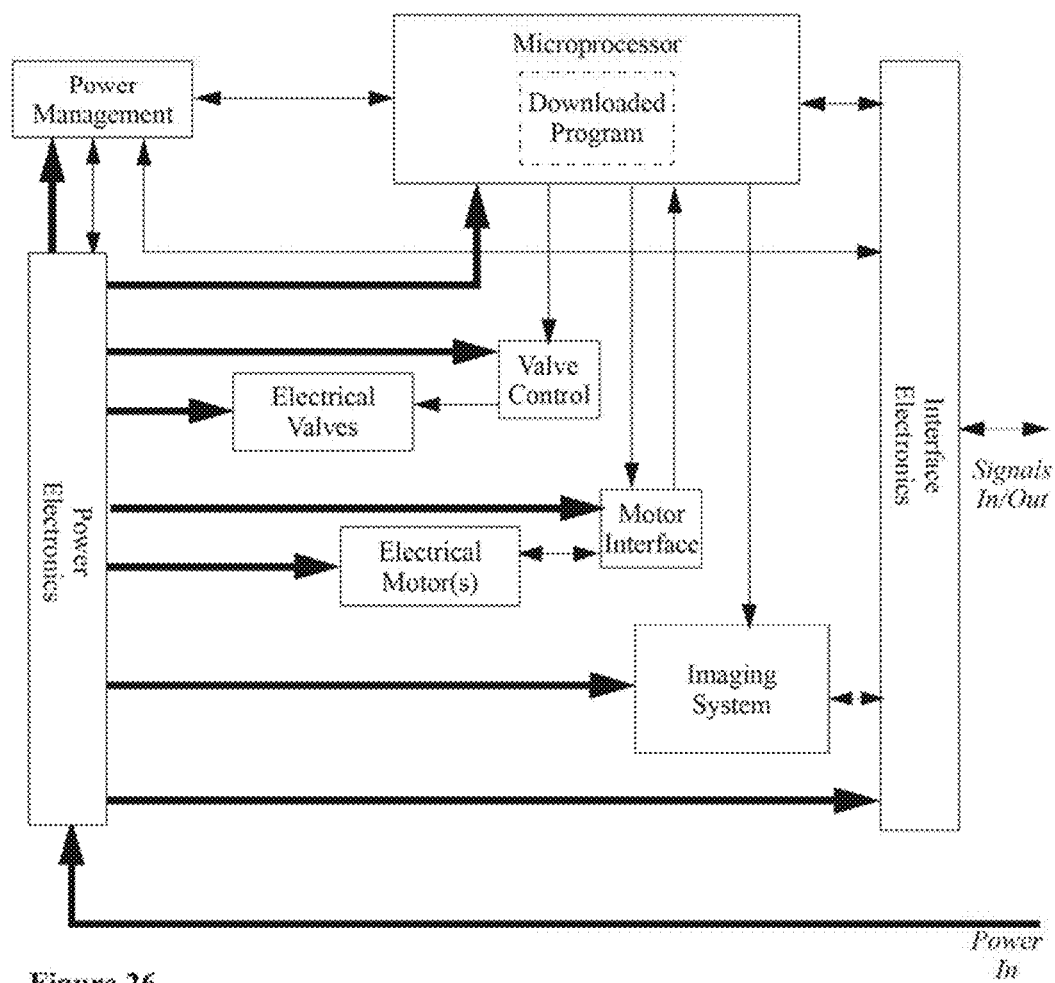 Microprocessor
Power
Management
Downloaded
Program
Valve
Control
Electrical
Valves
Interface
Electronics
Signals
In/Out
Power
Electronics
Motor
Interface
Electrical
Motor(s)
Imaging
System
Power
In
Figure 26